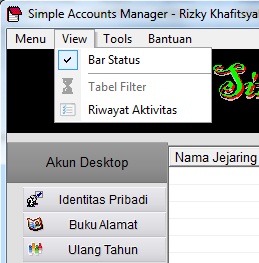 Simple Accounts Manager - Rizky Khafitsya
Menu View Tools Bantuan
Bar Status
Tabel Filter
Riwayat Aktivitas
Akun Desktop
Nama Jejaring
Identitas Pribadi
Buku Alamat
Ulang Tahun